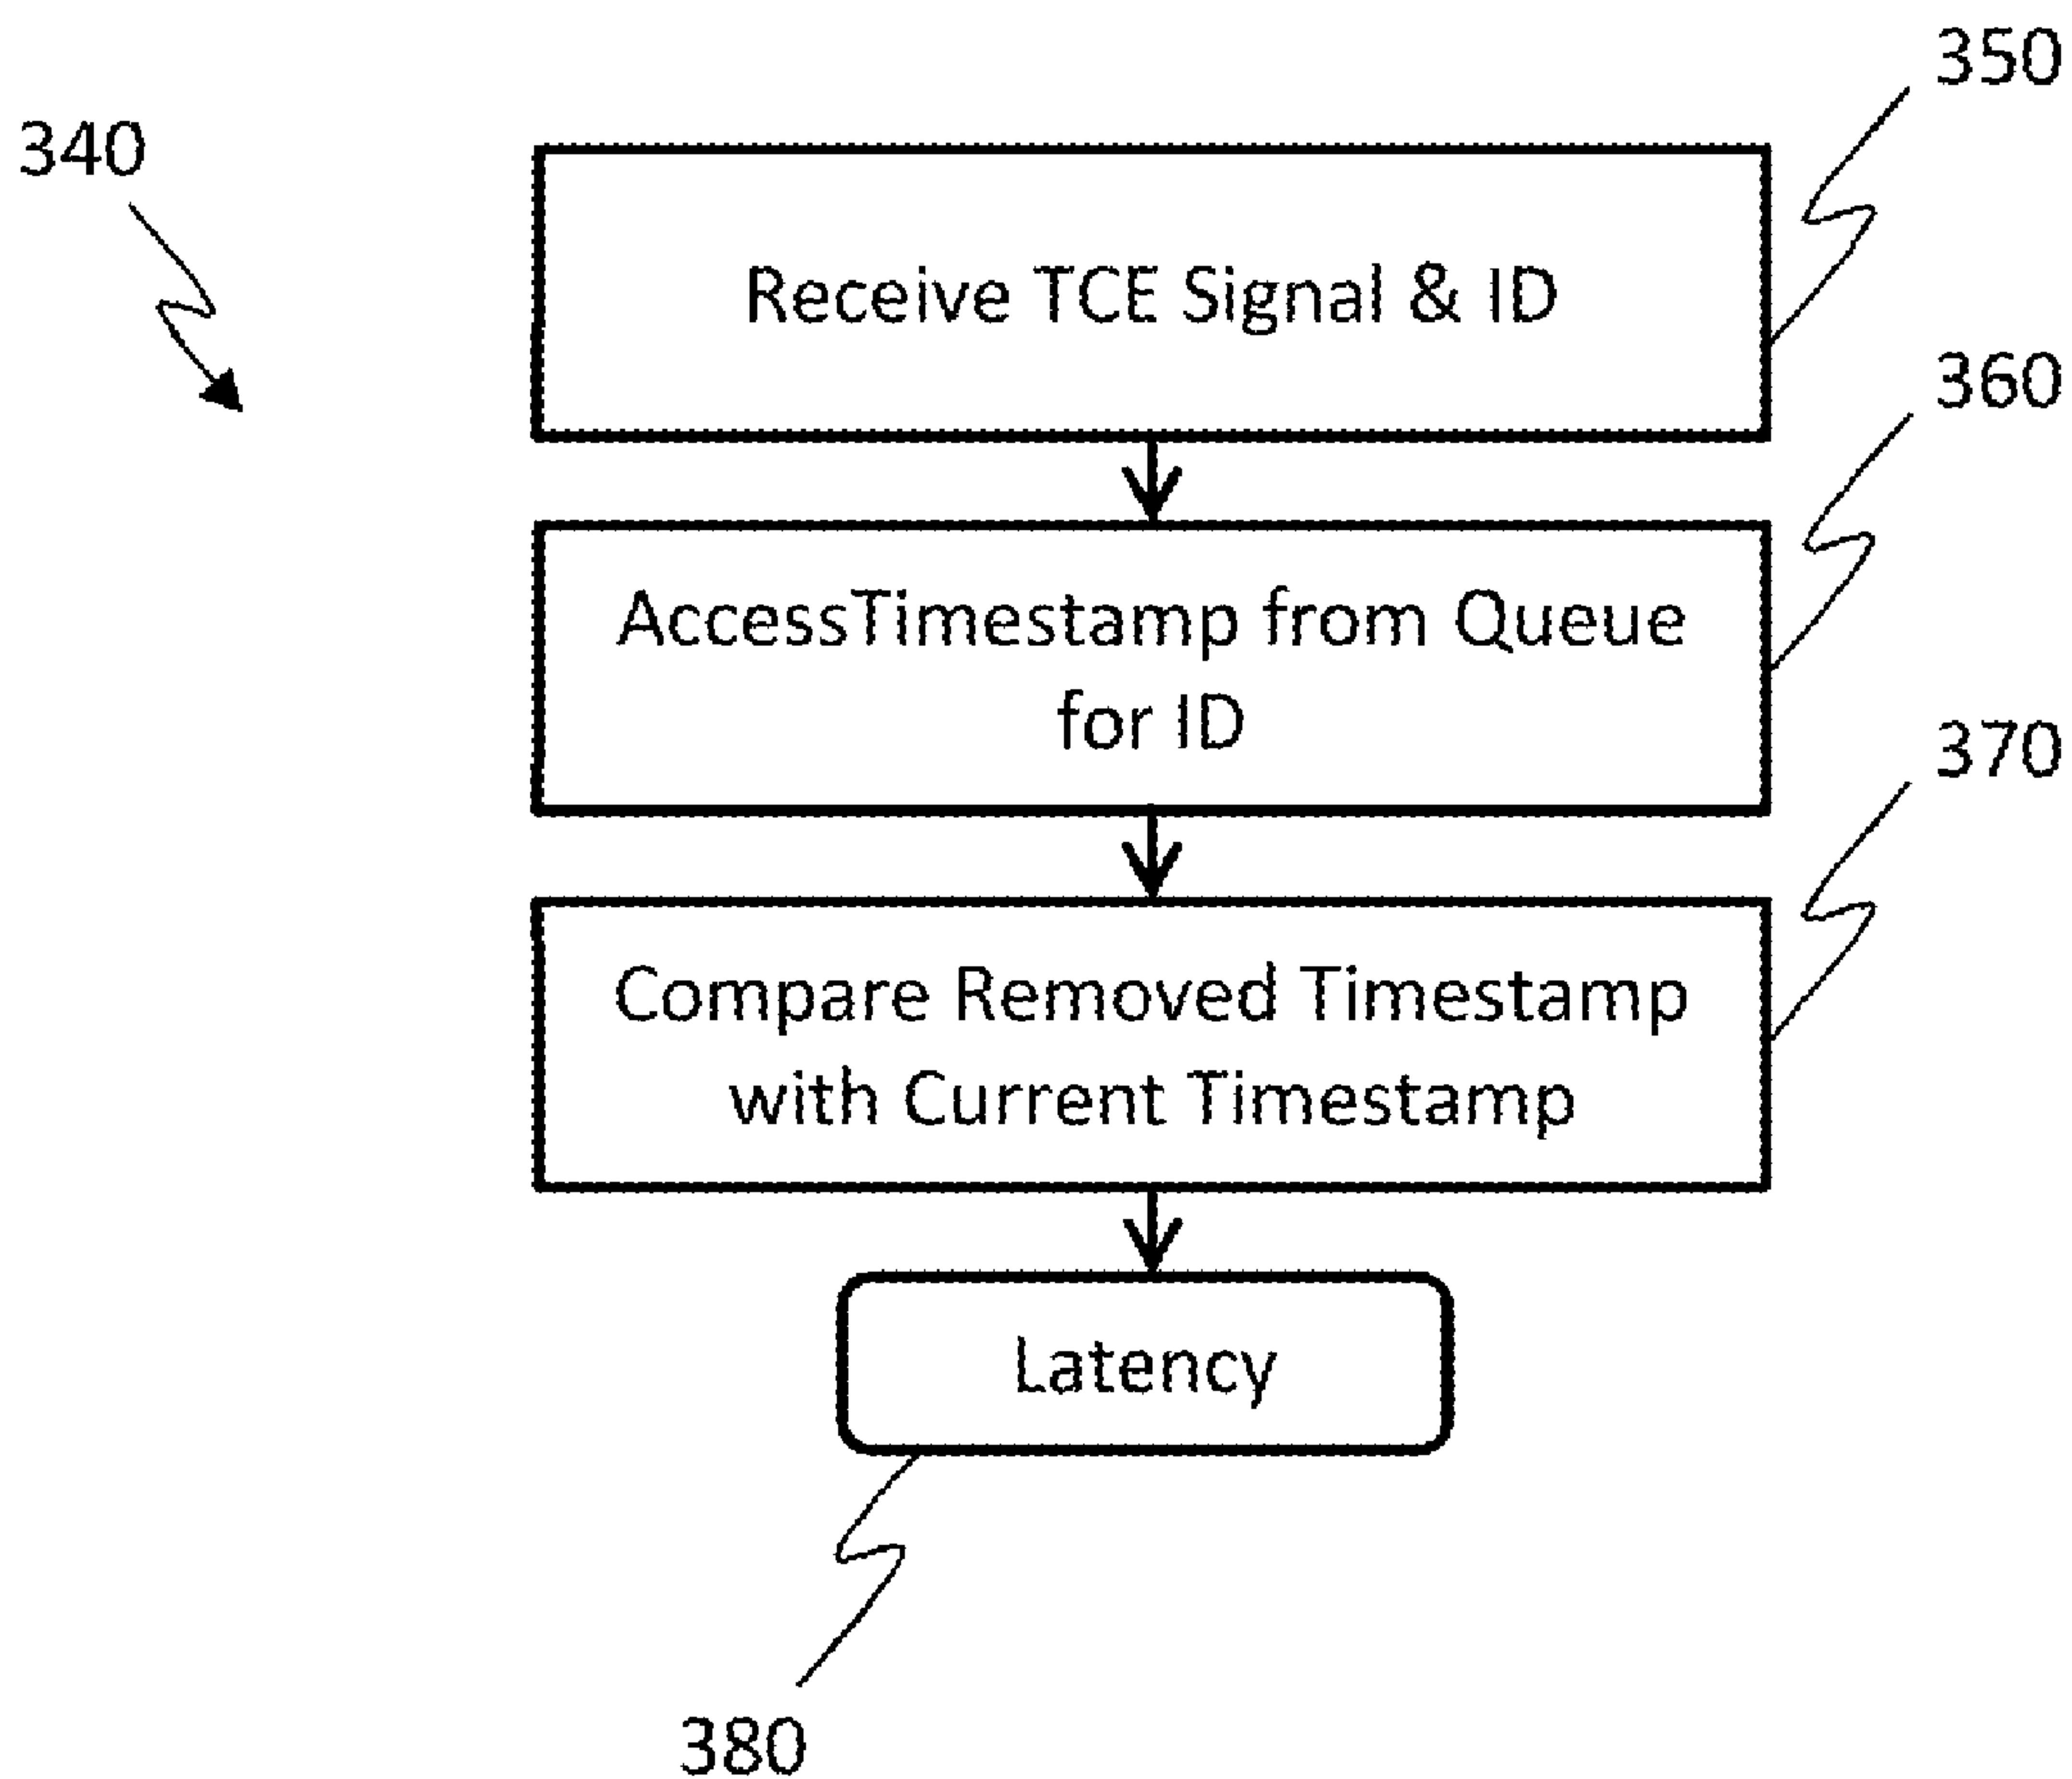 350
340
Receive TCE Signal & ID
360
AccessTimestamp from Queue
for ID
370
Compare Removed Timestamp
with Current Timestamp
Latency
380